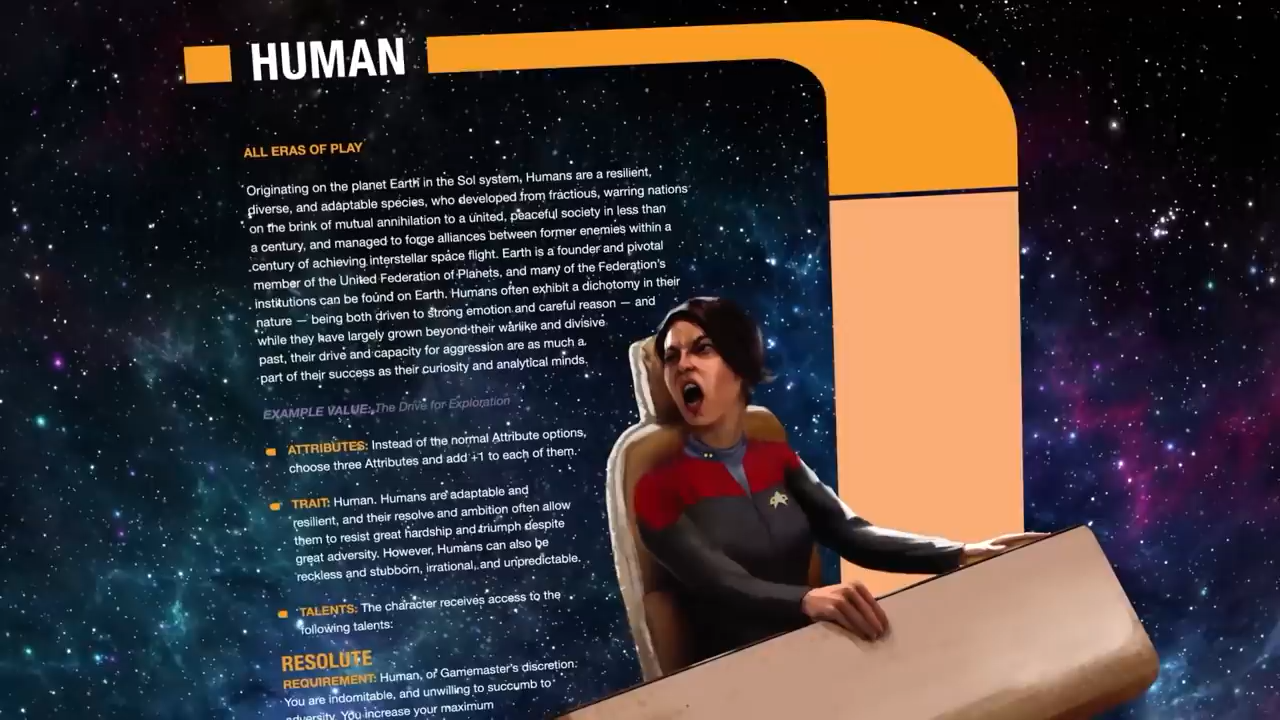 HUMAN
ALL ERAS OF PLAY
Originating on the planet Earth in the Sol system, Humans are a resilient,
diverse, and adaptable species, who developed from fractious, warring nations
on the brink of mutual annihilation to a united, peaceful society in less than
a century, and managed to forge alliances between former enemies within a
century of achieving interstellar space flight. Earth is a founder and pivotal
member of the United Federation of Planets, and many of the Federation's
institutions can be found on Earth. Humans often exhibit a dichotomy in their
nature — being both driven to strong emotion and careful reason — and
while they have largely grown beyond their warlike and divisive
past, their drive and capacity for aggression are as much a
part of their success as their curiosity and analytical minds.
EXAMPLE VALUE: The Drive for Exploration
ATTRIBUTES: Instead of the normal Attribute options,
choose three Attributes and add +1 to each of them.
TRAIT: Human. Humans are adaptable and
resilient, and their resolve and ambition often allow
them to resist great hardship and triumph despite
great adversity. However, Humans can also be
reckless and stubborn, irrational, and unpredictable.
TALENTS: The character receives access to the
following talents:
RESOLUTE
REQUIREMENT: Human, or Gamemaster's discretion.
You are indomitable, and unwilling to succumb to
adversity. You increase your maximum